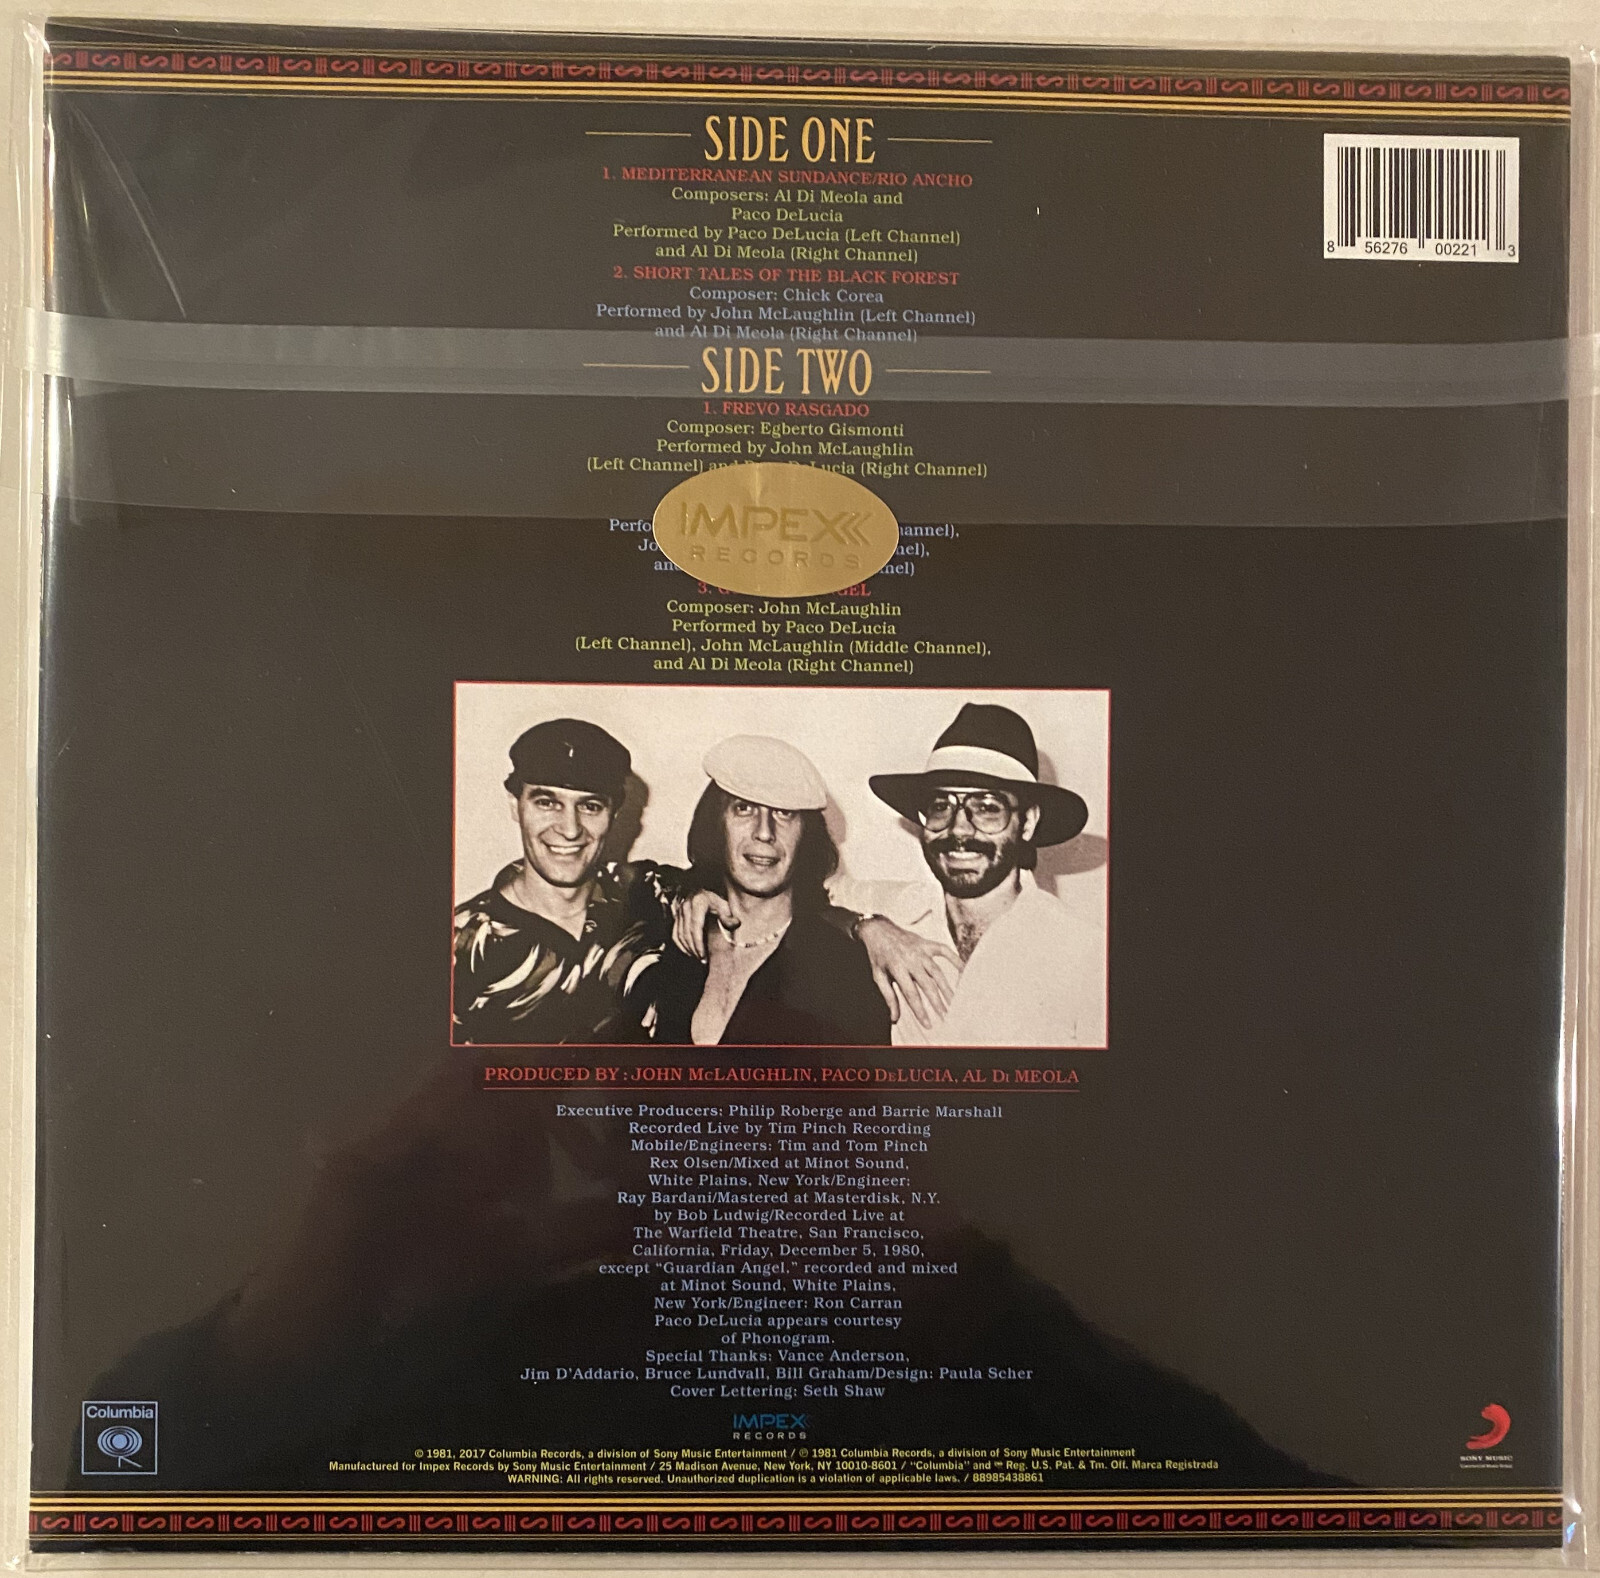 SIDE ONE
1. MEDITERRANEAN SUNDANCE/RIO ANCHO
Composers: Al Di Meola and
Paco DeLucia
Performed by Paco DeLucia (Left Channel)
and Al Di Meola (Right Channel)
2. SHORT TALES OF THE BLACK FOREST
Composer: Chick Corea
Performed by John McLaughlin (Left Channel)
and Al Di Meola (Right Channel)
SIDE TWO
1. FREVO RASGADO
Composer: Egberto Gismonti
Performed by John McLaughlin
(Left Channel) and (Right Channel)
IMPEX
RECORDS
3.
Composer: John McLaughlin
Performed by Paco DeLucia
(Left Channel), John McLaughlin (Middle Channel),
and Al Di Meola (Right Channel)
8 56276 00221 3
PRODUCED BY : JOHN McLAUGHLIN, PACO DeLUCIA, AL Di MEOLA
Executive Producers: Philip Roberge and Barrie Marshall
Recorded Live by Tim Pinch Recording
Mobile/Engineers: Tim and Tom Pinch
Rex Olsen/Mixed at Minot Sound,
White Plains, New York/Engineer:
Ray Bardani/Mastered at Masterdisk, N.Y.
by Bob Ludwig/Recorded Live at
The Warfield Theatre, San Francisco,
California, Friday, December 5, 1980,
except "Guardian Angel," recorded and mixed
at Minot Sound, White Plains,
New York/Engineer: Ron Carran
Paco DeLucia appears courtesy
of Phonogram.
Special Thanks: Vance Anderson,
Jim D'Addario, Bruce Lundvall, Bill Graham/Design: Paula Scher
Cover Lettering: Seth Shaw
Columbia
IMPEX
RECORDS
© 1981, 2017 Columbia Records, a division of Sony Music Entertainment / ℗ 1981 Columbia Records, a division of Sony Music Entertainment
Manufactured for Impex Records by Sony Music Entertainment / 25 Madison Avenue, New York, NY 10010-8601 / "Columbia" and ™ Reg. U.S. Pat. & Tm. Off. Marca Registrada
WARNING: All rights reserved. Unauthorized duplication is a violation of applicable laws. / 88985438861
SONY MUSIC